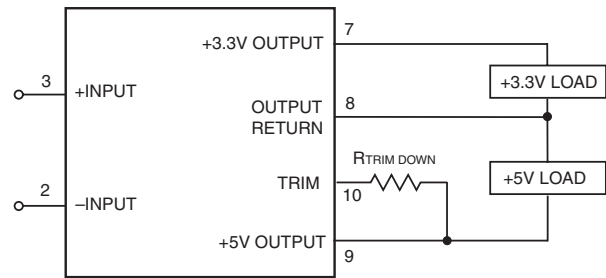 7
+3.3V OUTPUT
3
+INPUT
+3.3V LOAD
8
OUTPUT
RETURN
RTRIM DOWN
+5V LOAD
TRIM
10
2
–INPUT
+5V OUTPUT
9